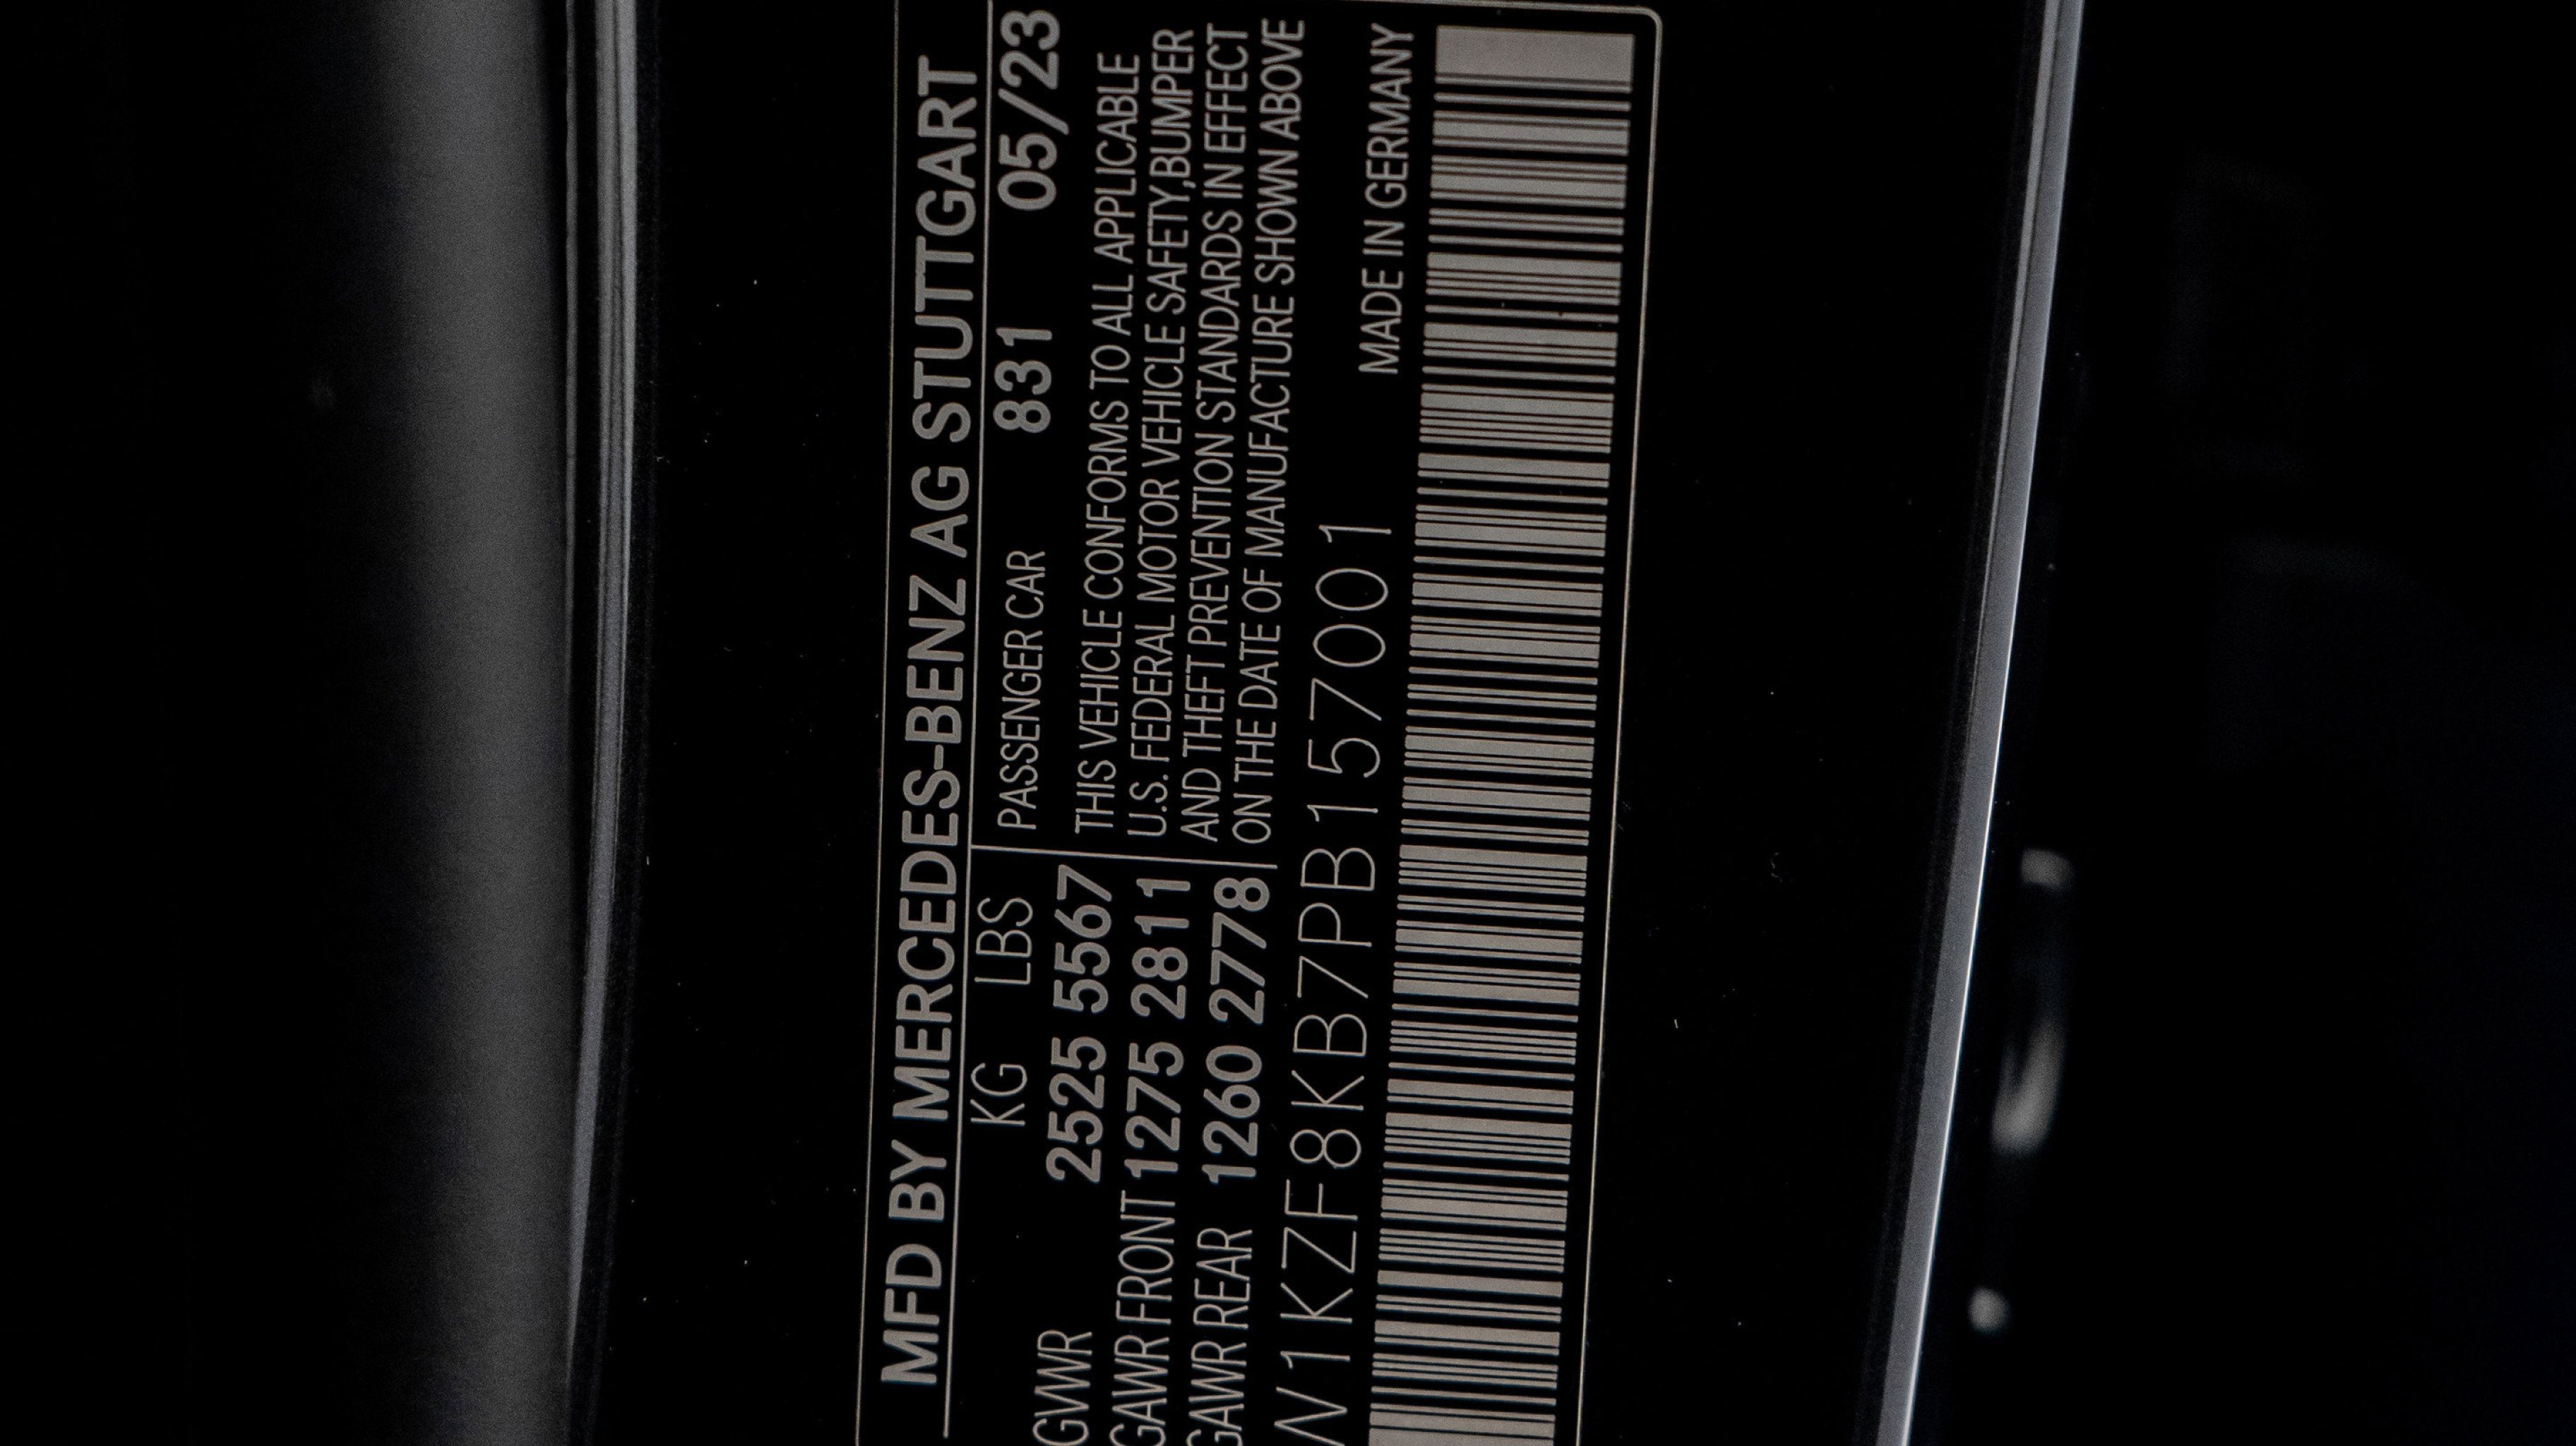 MFD BY MERCEDES-BENZ AG STUTTGART
KG LBS
GVWR 2525 5567
GAWR FRONT 1275 2811
GAWR REAR 1260 2778
PASSENGER CAR 831 05/23
THIS VEHICLE CONFORMS TO ALL APPLICABLE
U.S. FEDERAL MOTOR VEHICLE SAFETY,BUMPER
AND THEFT PREVENTION STANDARDS IN EFFECT
ON THE DATE OF MANUFACTURE SHOWN ABOVE
W1KZF8KB7PB157001
MADE IN GERMANY